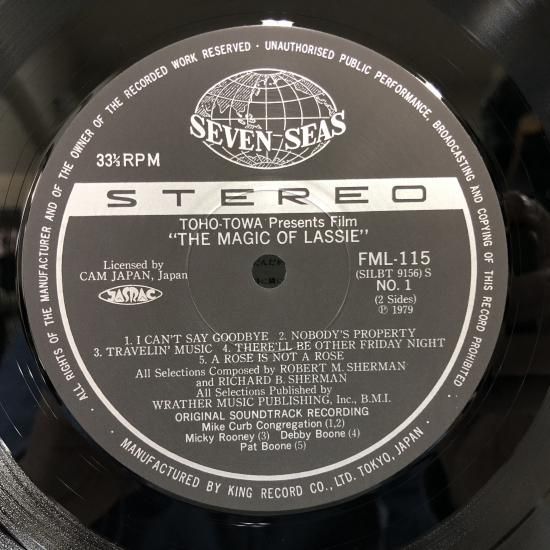 ALL RIGHTS OF THE MANUFACTURER AND OF THE OWNER OF THE RECORDED WORK RESERVED · UNAUTHORISED PUBLIC PERFORMANCE, BROADCASTING AND COPYING OF THIS RECORD PROHIBITED
SEVEN SEAS
33⅓ RPM
STEREO
TOHO-TOWA Presents Film
"THE MAGIC OF LASSIE"
Licensed by
CAM JAPAN, Japan
JASRAC
FML-115
(SILBT 9156) S
NO. 1
(2 Sides)
Ⓟ 1979
1. I CAN'T SAY GOODBYE 2. NOBODY'S PROPERTY
3. TRAVELIN' MUSIC 4. THERE'LL BE OTHER FRIDAY NIGHT
5. A ROSE IS NOT A ROSE
All Selections Composed by ROBERT M. SHERMAN
and RICHARD B. SHERMAN
All Selections Published by
WRATHER MUSIC PUBLISHING, Inc., B.M.I.
ORIGINAL SOUNDTRACK RECORDING
Mike Curb Congregation (1,2)
Micky Rooney (3) Debby Boone (4)
Pat Boone (5)
· MANUFACTURED BY KING RECORD CO., LTD. TOKYO, JAPAN ·